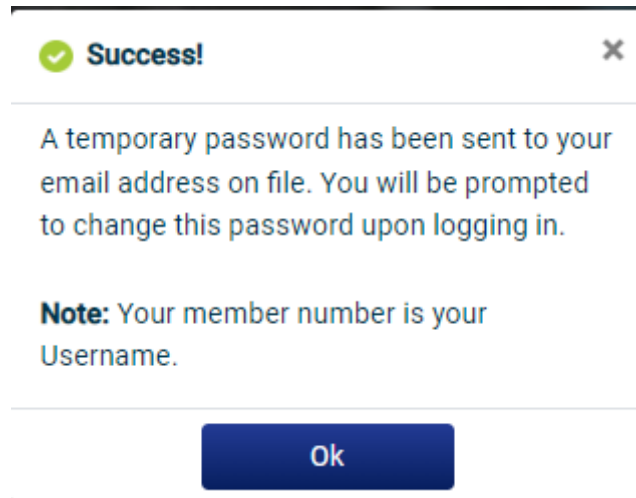 Success!
×
A temporary password has been sent to your
email address on file. You will be prompted
to change this password upon logging in.
Note: Your member number is your
Username.
Ok